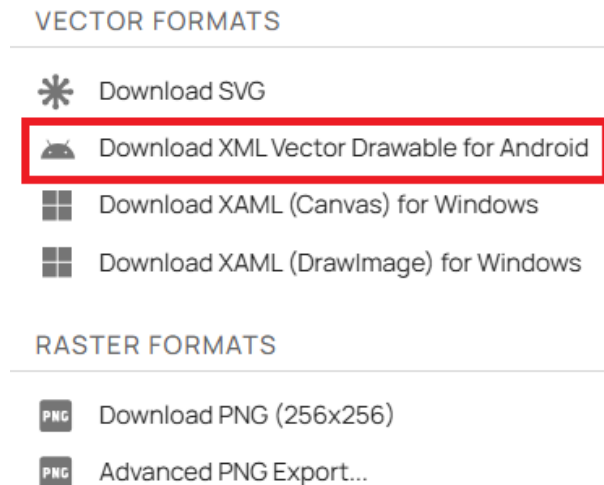 VECTOR FORMATS
Download SVG
Download XML Vector Drawable for Android
Download XAML (Canvas) for Windows
Download XAML (DrawImage) for Windows
RASTER FORMATS
PNG Download PNG (256x256)
PNG Advanced PNG Export...